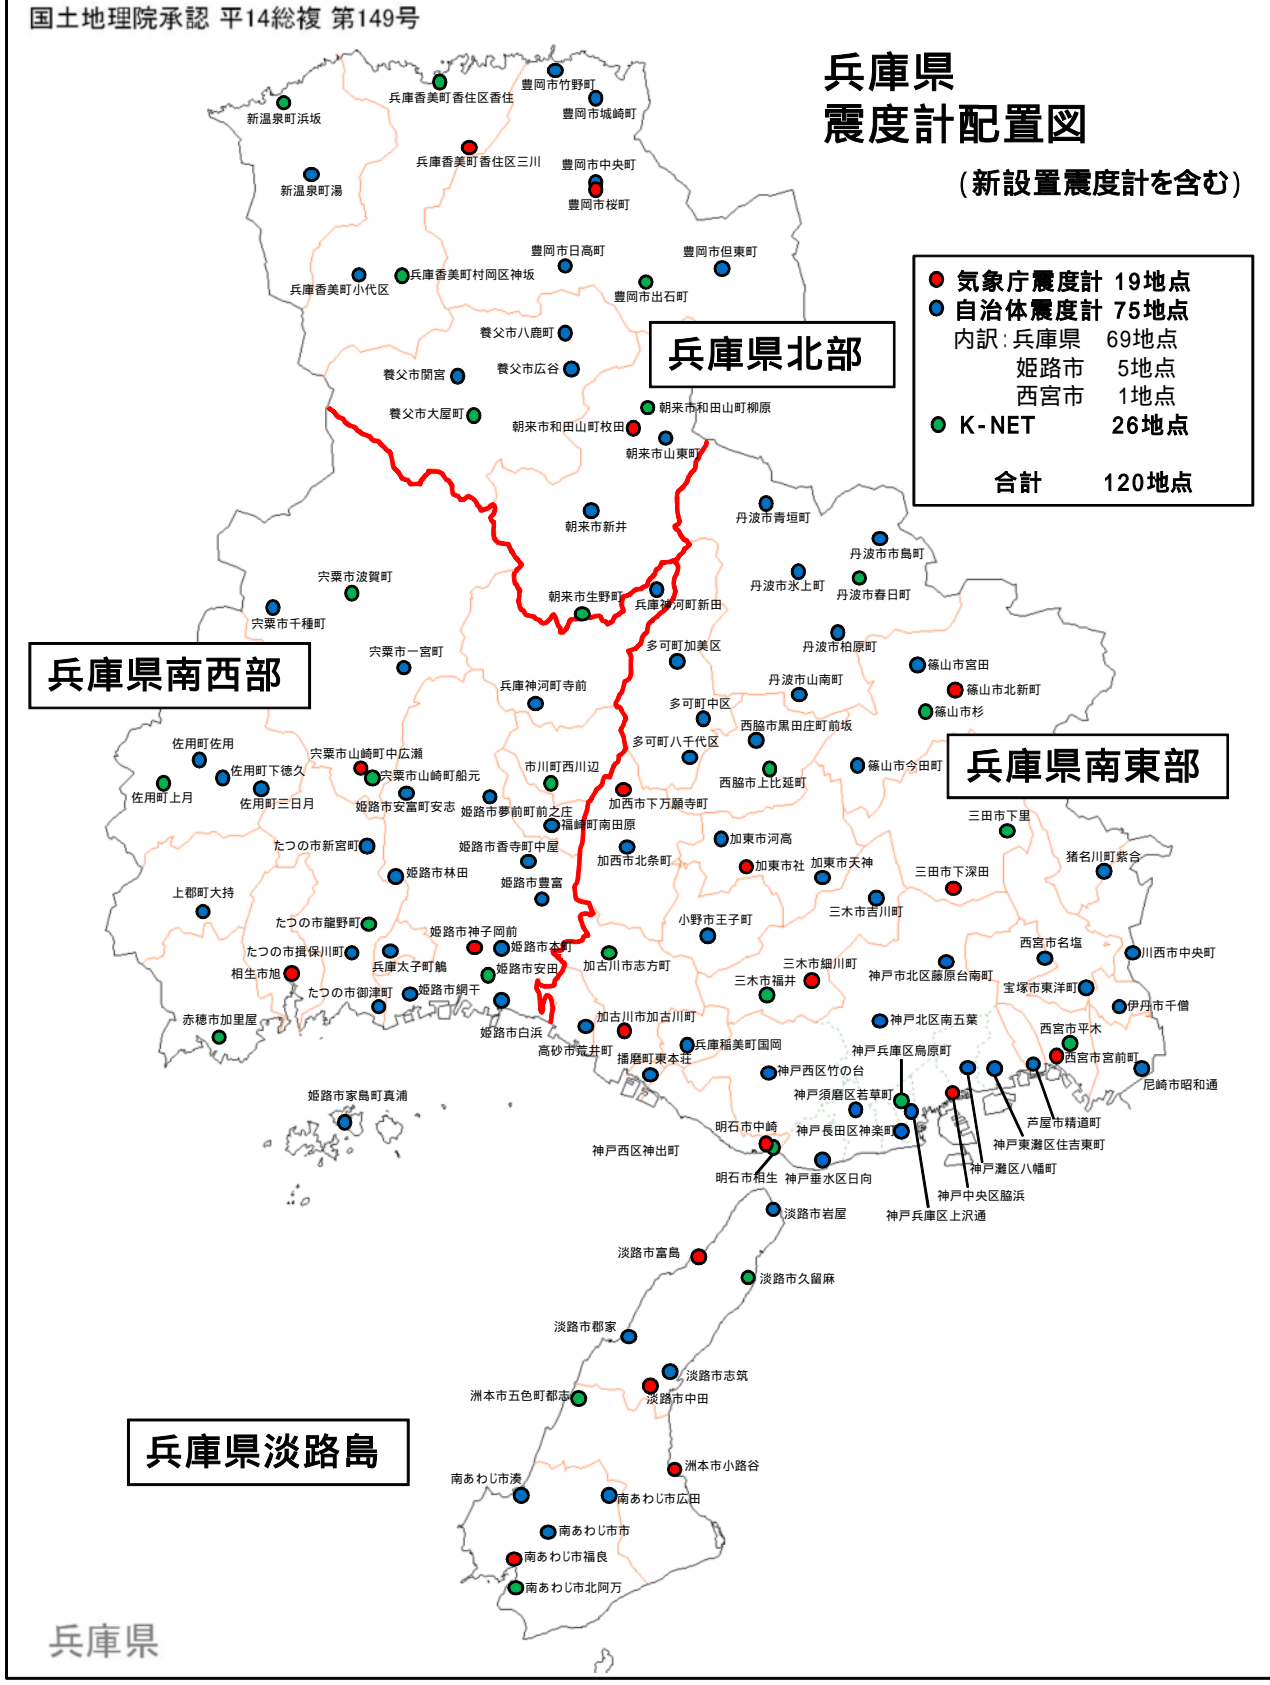 国土地理院承認 平14総複 第149号
兵庫県
震度計配置図
(新設置震度計を含む)
気象庁震度計 19地点
自治体震度計 75地点
内訳:兵庫県 69地点
姫路市 5地点
西宮市 1地点
K-NET 26地点
合計 120地点
兵庫県北部
兵庫県南西部
兵庫県南東部
兵庫県淡路島
豊岡市竹野町
兵庫香美町香住区香住
豊岡市城崎町
新温泉町浜坂
兵庫香美町香住区三川
豊岡市中央町
新温泉町湯
豊岡市桜町
豊岡市日高町
豊岡市但東町
兵庫香美町村岡区神坂
兵庫香美町小代区
豊岡市出石町
養父市八鹿町
養父市関宮
養父市広谷
養父市大屋町
朝来市和田山町柳原
朝来市和田山町枚田
朝来市山東町
朝来市新井
丹波市青垣町
丹波市市島町
宍粟市波賀町
朝来市生野町
兵庫神河町新田
丹波市氷上町
丹波市春日町
宍粟市千種町
宍粟市一宮町
多可町加美区
丹波市柏原町
篠山市宮田
兵庫神河町寺前
丹波市山南町
篠山市北新町
篠山市杉
多可町中区
西脇市黒田庄町前坂
多可町八千代区
佐用町佐用
宍粟市山崎町中広瀬
佐用町下徳久
宍粟市山崎町船元
市川町西川辺
西脇市上比延町
篠山市今田町
佐用町上月
佐用町三日月
姫路市安富町安志
姫路市夢前町前之庄
加西市下万願寺町
三田市下里
福崎町南田原
たつの市新宮町
姫路市香寺町中屋
加西市北条町
加東市河高
加東市社
加東市天神
三田市下深田
猪名川町紫合
姫路市林田
姫路市豊富
上郡町大持
三木市吉川町
たつの市龍野町
姫路市神子岡前
小野市王子町
たつの市揖保川町
兵庫太子町鵤
姫路市本町
西宮市名塩
川西市中央町
相生市旭
姫路市安田
加古川市志方町
三木市細川町
三木市福井
神戸市北区藤原台南町
宝塚市東洋町
たつの市御津町
姫路市網干
伊丹市千僧
赤穂市加里屋
姫路市白浜
加古川市加古川町
高砂市荒井町
神戸北区南五葉
西宮市平木
兵庫稲美町国岡
神戸兵庫区烏原町
西宮市宮前町
播磨町東本荘
神戸西区竹の台
尼崎市昭和通
姫路市家島町真浦
神戸須磨区若草町
明石市中崎
神戸長田区神楽町
芦屋市精道町
神戸西区神出町
神戸東灘区住吉東町
明石市相生
神戸垂水区日向
神戸灘区八幡町
神戸中央区脇浜
神戸兵庫区上沢通
淡路市岩屋
淡路市富島
淡路市久留麻
淡路市郡家
淡路市志筑
洲本市五色町都志
淡路市中田
洲本市小路谷
南あわじ市湊
南あわじ市広田
南あわじ市市
南あわじ市福良
南あわじ市北阿万
兵庫県